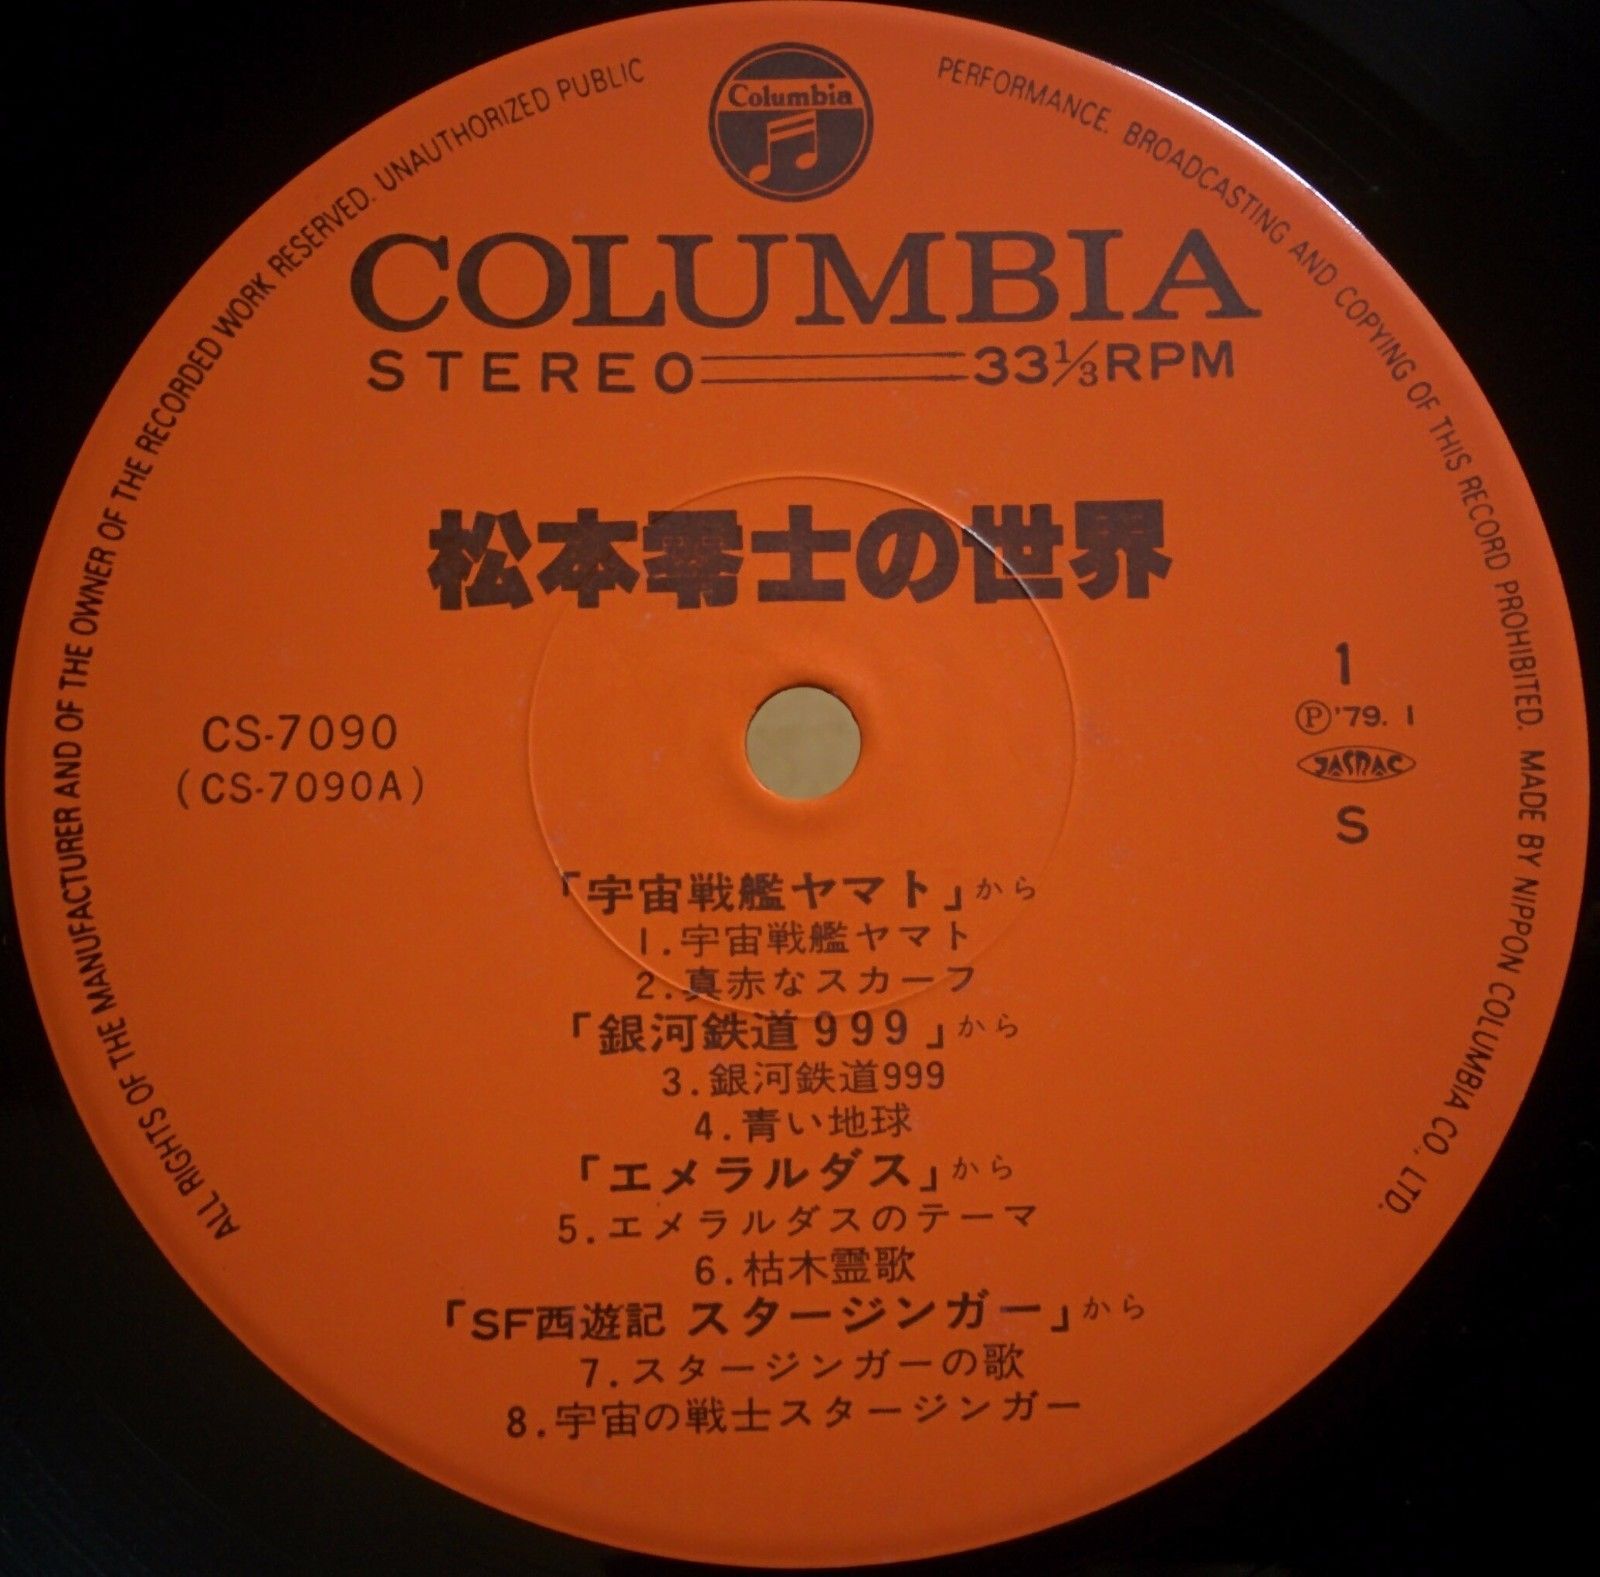 ALL RIGHTS OF THE MANUFACTURER AND OF THE OWNER OF THE RECORDED WORK RESERVED. UNAUTHORIZED PUBLIC PERFORMANCE. BROADCASTING AND COPYING OF THIS RECORD PROHIBITED. MADE BY NIPPON COLUMBIA CO., LTD.
Columbia
COLUMBIA
STEREO 33⅓RPM
松本零士の世界
CS-7090
(CS-7090A)
1
Ⓟ'79. 1
JASRAC
S
「宇宙戦艦ヤマト」から
1.宇宙戦艦ヤマト
2.真赤なスカーフ
「銀河鉄道999」から
3.銀河鉄道999
4.青い地球
「エメラルダス」から
5.エメラルダスのテーマ
6.枯木霊歌
「SF西遊記 スタージンガー」から
7.スタージンガーの歌
8.宇宙の戦士スタージンガー